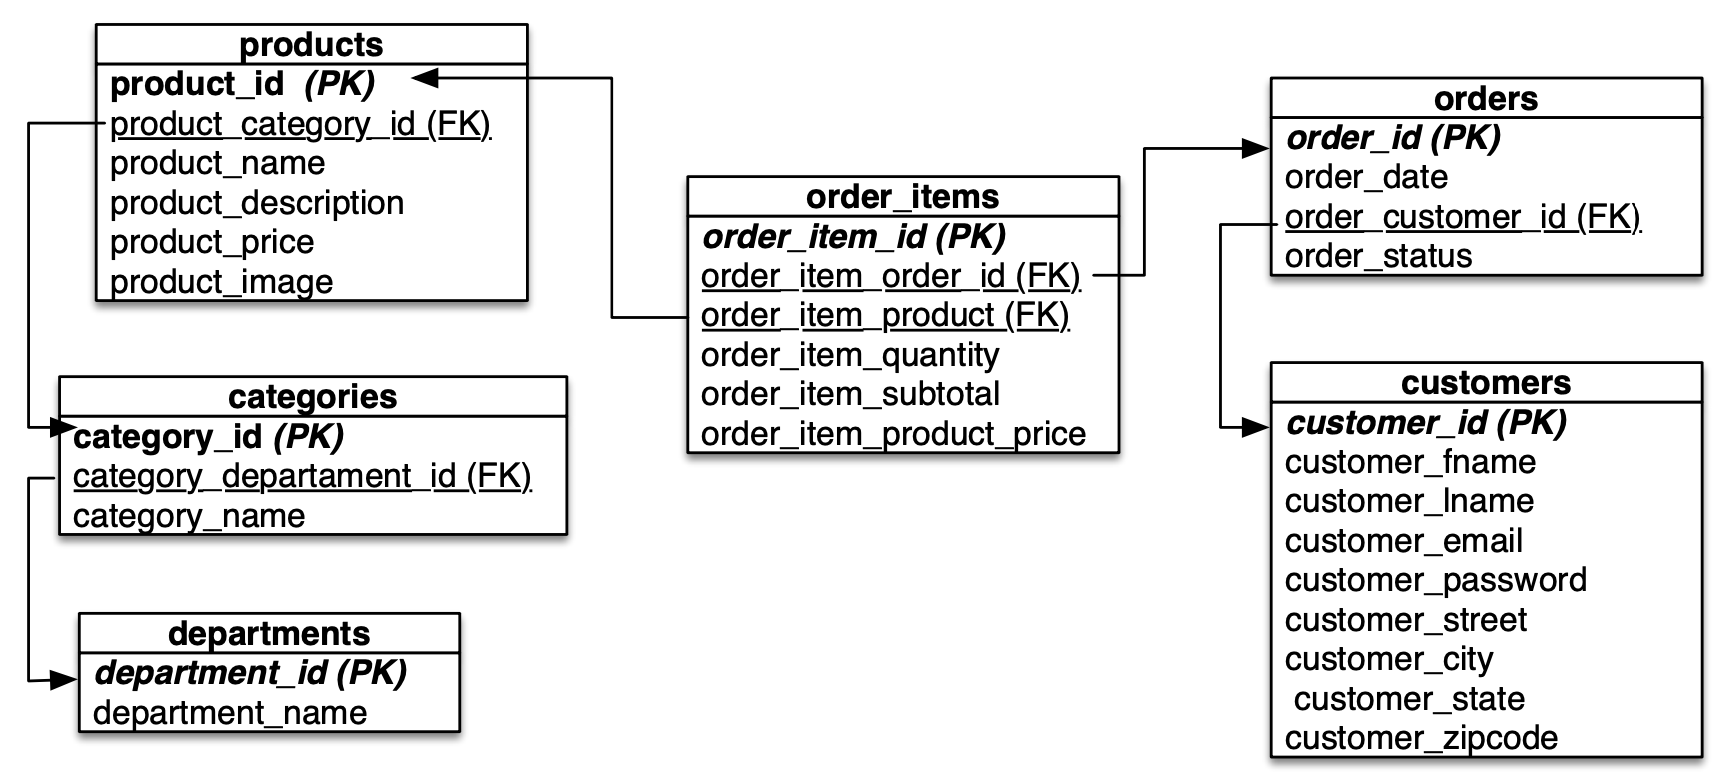 products
product_id (PK)
product_category_id (FK)
product_name
product_description
product_price
product_image
categories
category_id (PK)
category_departament_id (FK)
category_name
departments
department_id (PK)
department_name
order_items
order_item_id (PK)
order_item_order_id (FK)
order_item_product (FK)
order_item_quantity
order_item_subtotal
order_item_product_price
orders
order_id (PK)
order_date
order_customer_id (FK)
order_status
customers
customer_id (PK)
customer_fname
customer_lname
customer_email
customer_password
customer_street
customer_city
customer_state
customer_zipcode